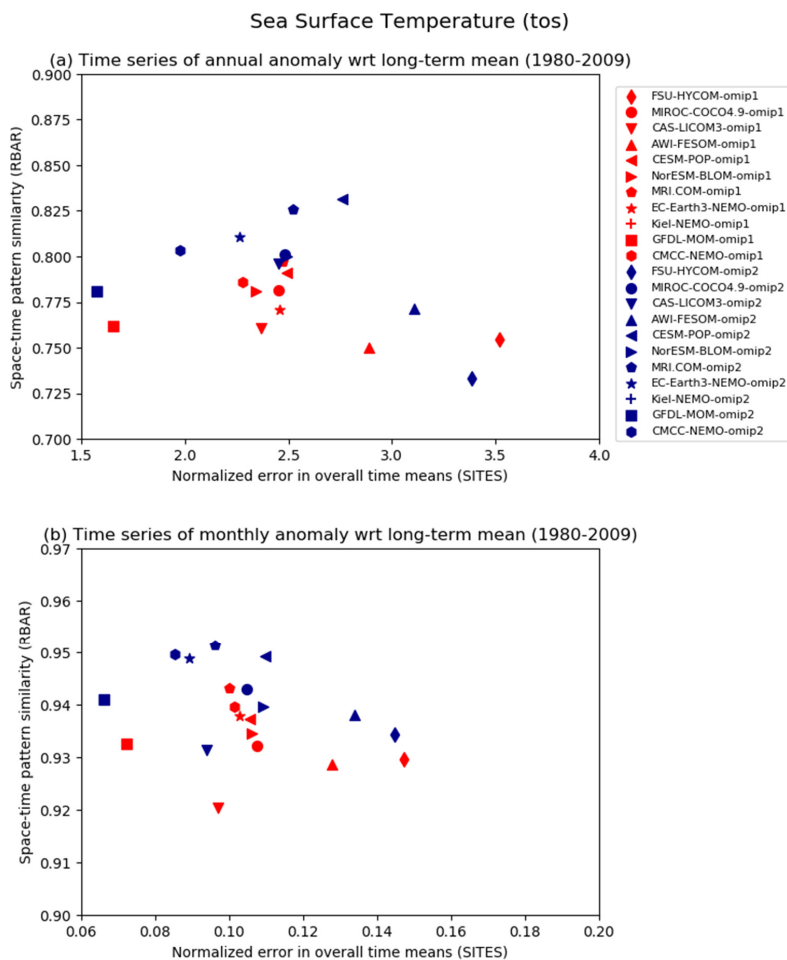 Sea Surface Temperature (tos)
(a) Time series of annual anomaly wrt long-term mean (1980-2009)
0.900
0.875
0.850
0.825
0.800
0.775
0.750
0.725
0.700
Space-time pattern similarity (RBAR)
1.5 2.0 2.5 3.0 3.5 4.0
Normalized error in overall time means (SITES)
FSU-HYCOM-omip1
MIROC-COCO4.9-omip1
CAS-LICOM3-omip1
AWI-FESOM-omip1
CESM-POP-omip1
NorESM-BLOM-omip1
MRI.COM-omip1
EC-Earth3-NEMO-omip1
Kiel-NEMO-omip1
GFDL-MOM-omip1
CMCC-NEMO-omip1
FSU-HYCOM-omip2
MIROC-COCO4.9-omip2
CAS-LICOM3-omip2
AWI-FESOM-omip2
CESM-POP-omip2
NorESM-BLOM-omip2
MRI.COM-omip2
EC-Earth3-NEMO-omip2
Kiel-NEMO-omip2
GFDL-MOM-omip2
CMCC-NEMO-omip2
(b) Time series of monthly anomaly wrt long-term mean (1980-2009)
0.97
0.96
0.95
0.94
0.93
0.92
0.91
0.90
Space-time pattern similarity (RBAR)
0.06 0.08 0.10 0.12 0.14 0.16 0.18 0.20
Normalized error in overall time means (SITES)